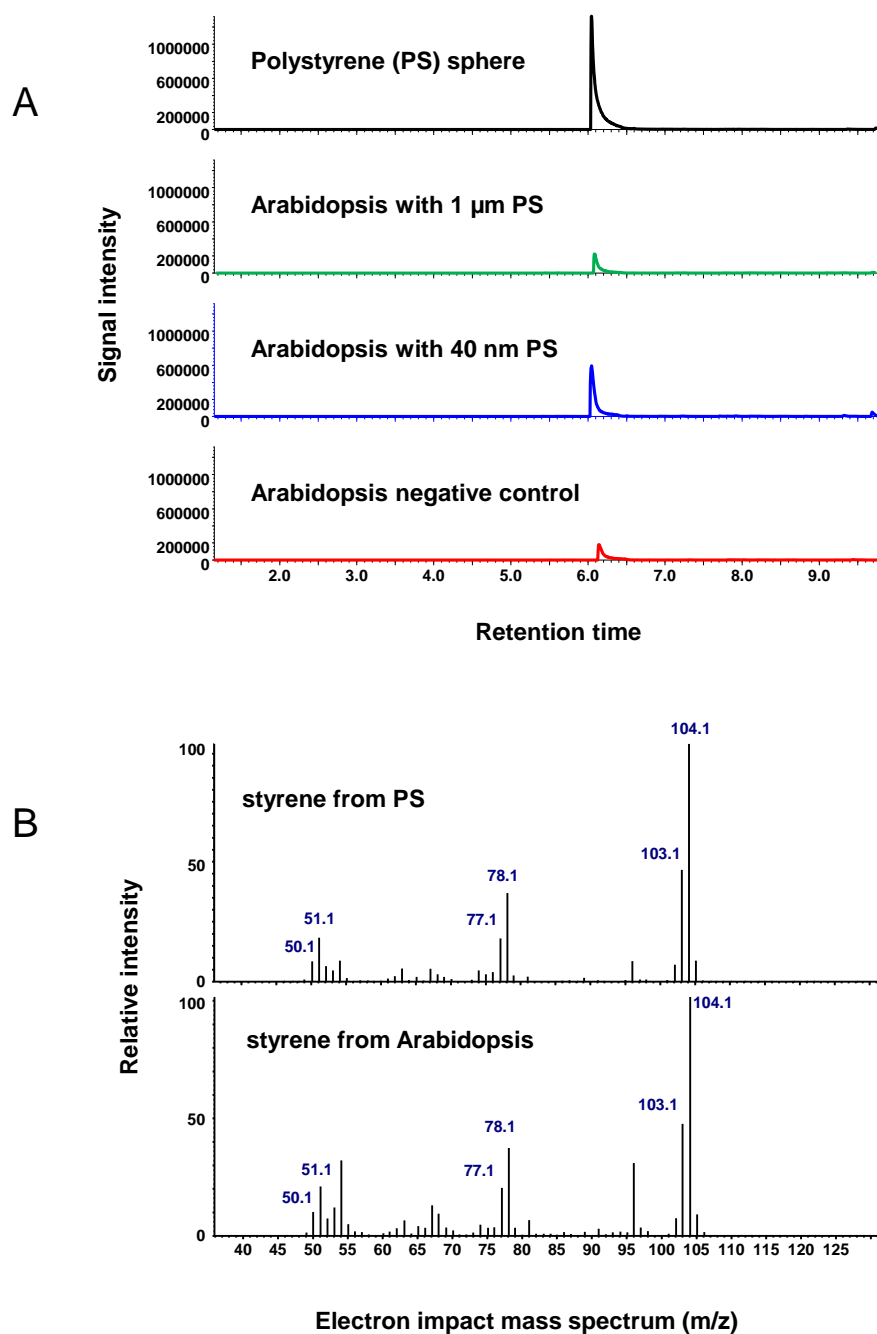 A
Signal intensity
1000000
600000
200000
0
Polystyrene (PS) sphere
1000000
600000
200000
0
Arabidopsis with 1 µm PS
1000000
600000
200000
0
Arabidopsis with 40 nm PS
1000000
600000
200000
0
Arabidopsis negative control
2.0 3.0 4.0 5.0 6.0 7.0 8.0 9.0
Retention time
B
Relative intensity
100
50
0
styrene from PS
50.1
51.1
77.1
78.1
103.1
104.1
100
50
0
styrene from Arabidopsis
50.1
51.1
77.1
78.1
103.1
104.1
40 45 50 55 60 65 70 75 80 85 90 95 100 105 110 115 120 125
Electron impact mass spectrum (m/z)